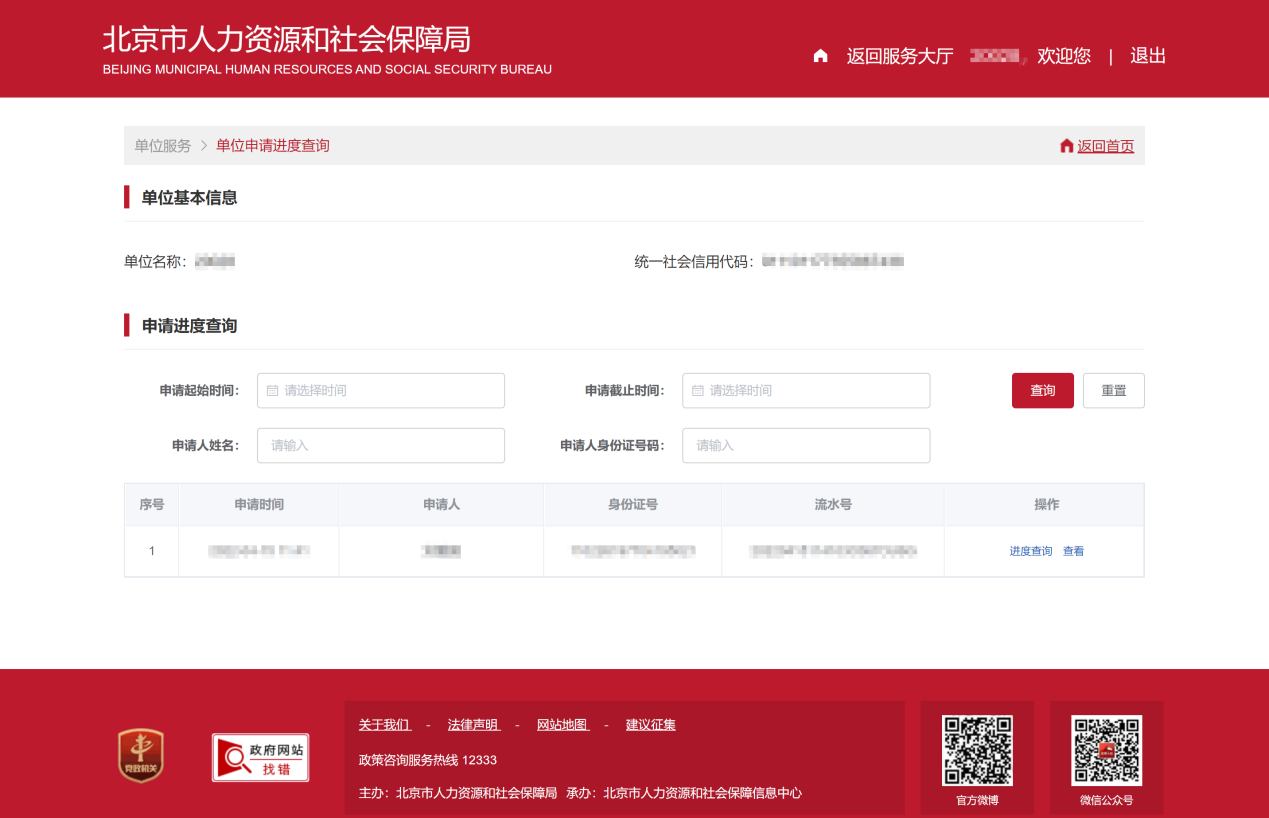 北京市人力资源和社会保障局
BEIJING MUNICIPAL HUMAN RESOURCES AND SOCIAL SECURITY BUREAU
返回服务大厅 欢迎您 | 退出
单位服务 > 单位申请进度查询 返回首页
单位基本信息
单位名称: 统一社会信用代码:
申请进度查询
申请起始时间: 请选择时间 申请截止时间: 请选择时间 查询 重置
申请人姓名: 请输入 申请人身份证号码: 请输入
序号 申请时间 申请人 身份证号 流水号 操作
1 进度查询 查看
关于我们 - 法律声明 - 网站地图 - 建议征集
政策咨询服务热线 12333
主办：北京市人力资源和社会保障局 承办：北京市人力资源和社会保障信息中心
党政机关
政府网站
找错
官方微博
微信公众号